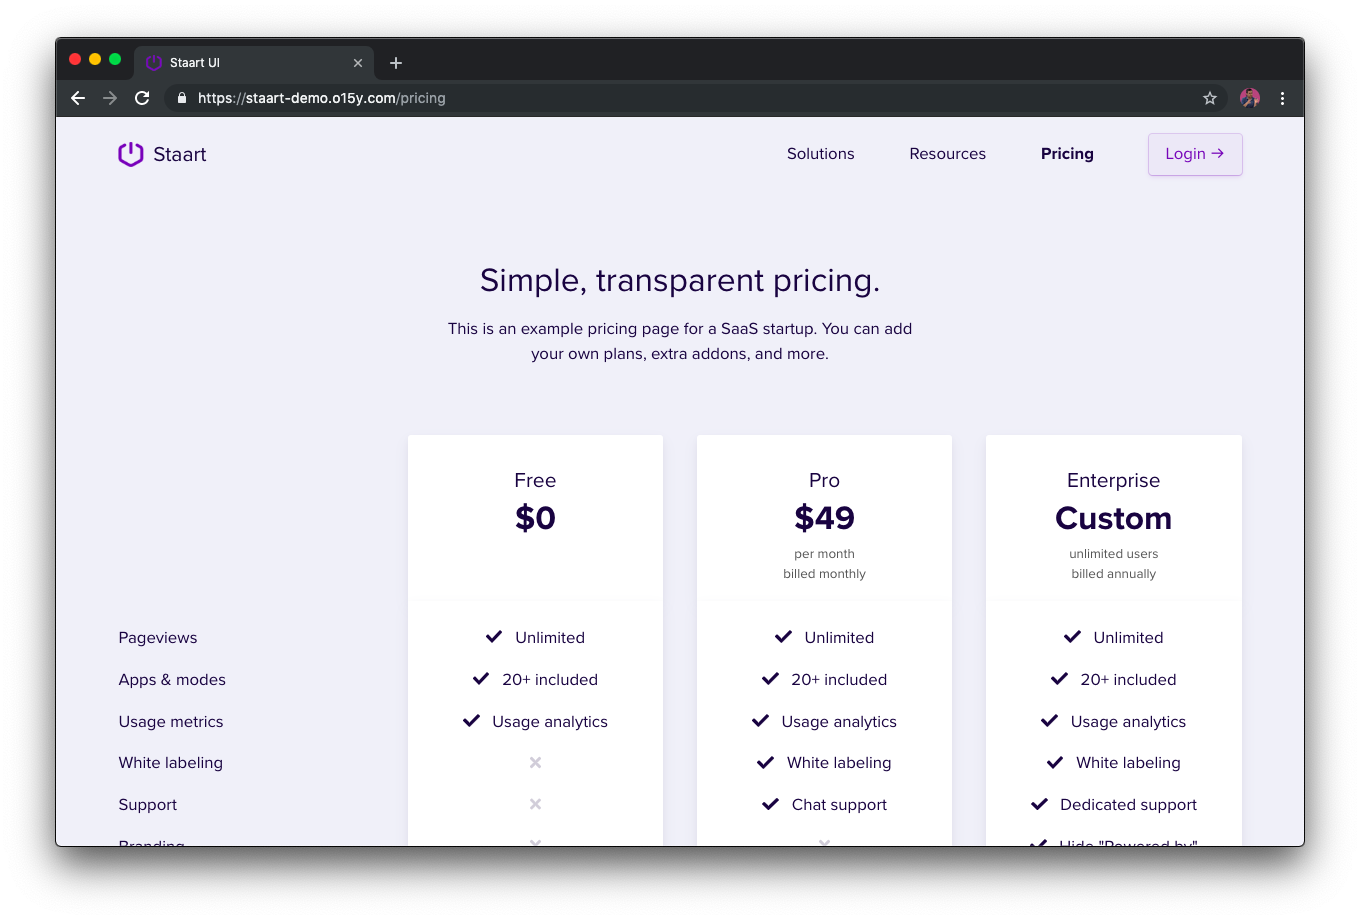 Staart UI
https://staart-demo.o15y.com/pricing
Staart
Solutions
Resources
Pricing
Login →
Simple, transparent pricing.
This is an example pricing page for a SaaS startup. You can add
your own plans, extra addons, and more.
Free
$0
Pro
$49
per month
billed monthly
Enterprise
Custom
unlimited users
billed annually
Pageviews Unlimited Unlimited Unlimited
Apps & modes 20+ included 20+ included 20+ included
Usage metrics Usage analytics Usage analytics Usage analytics
White labeling White labeling White labeling
Support Chat support Dedicated support
Branding Hide "Powered by"